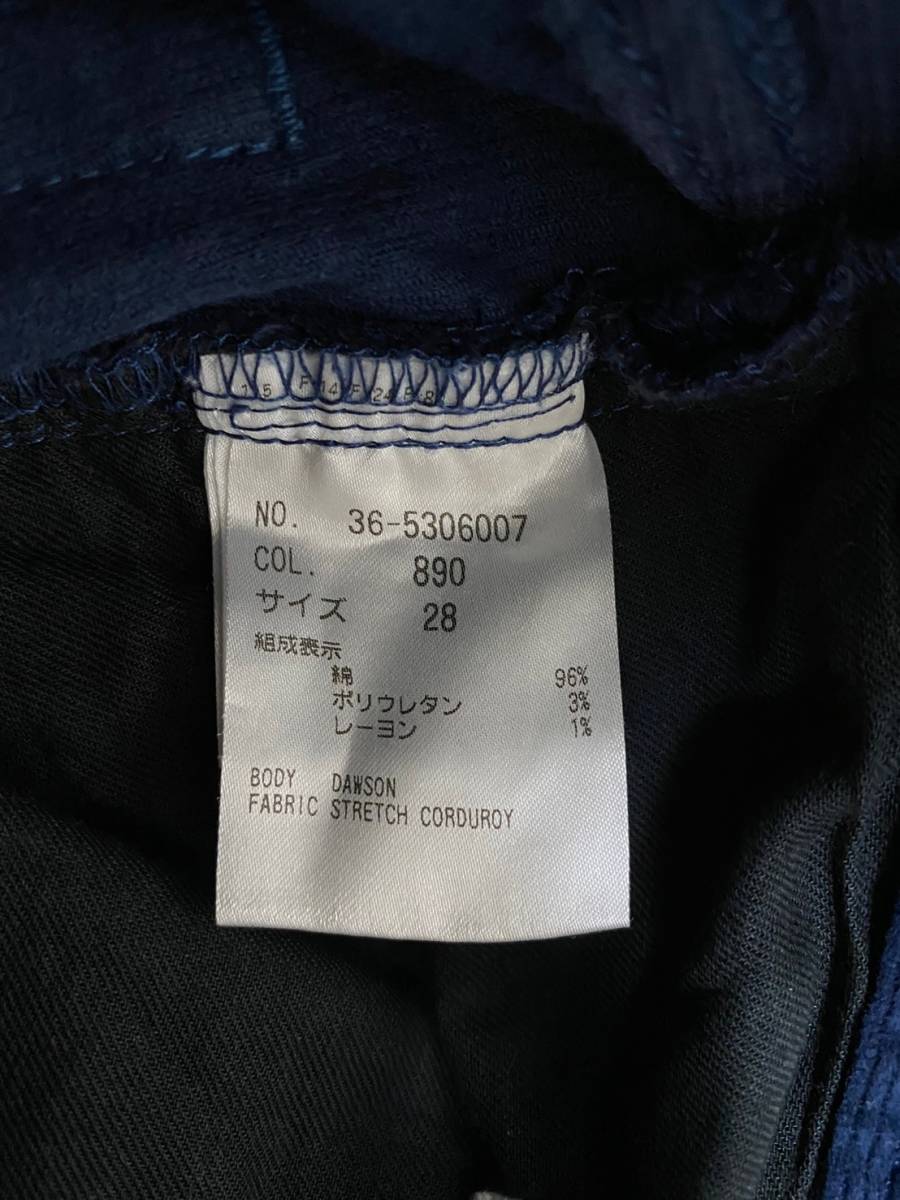 NO. 36-5306007
COL. 890
サイズ 28
組成表示
綿 96%
ポリウレタン 3%
レーヨン 1%
BODY DAWSON
FABRIC STRETCH CORDUROY